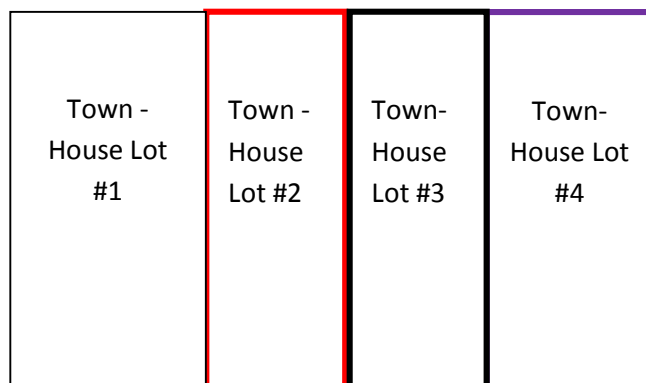 Town -
House Lot
#1
Town -
House
Lot #2
Town-
House
Lot #3
Town-
House Lot
#4